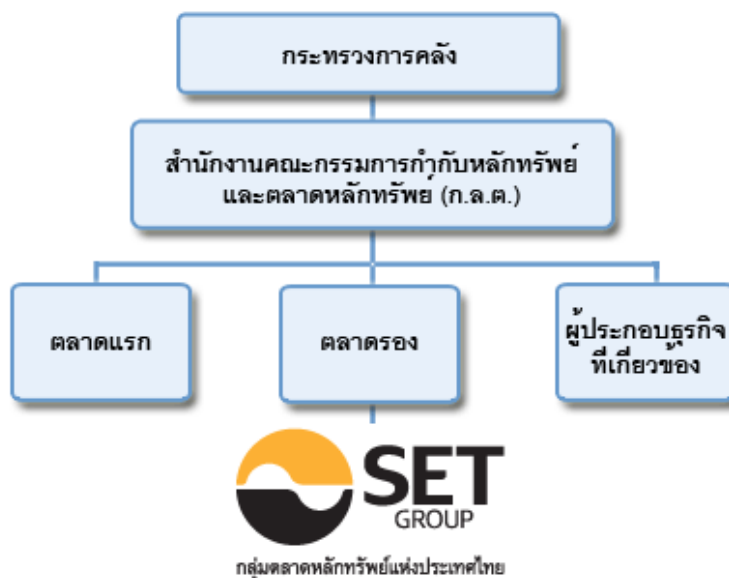 กระทรวงการคลัง
สำนักงานคณะกรรมการกำกับหลักทรัพย์
และตลาดหลักทรัพย์ (ก.ล.ต.)
ตลาดแรก
ตลาดรอง
ผู้ประกอบธุรกิจ
ที่เกี่ยวข้อง
SET
GROUP
กลุ่มตลาดหลักทรัพย์แห่งประเทศไทย